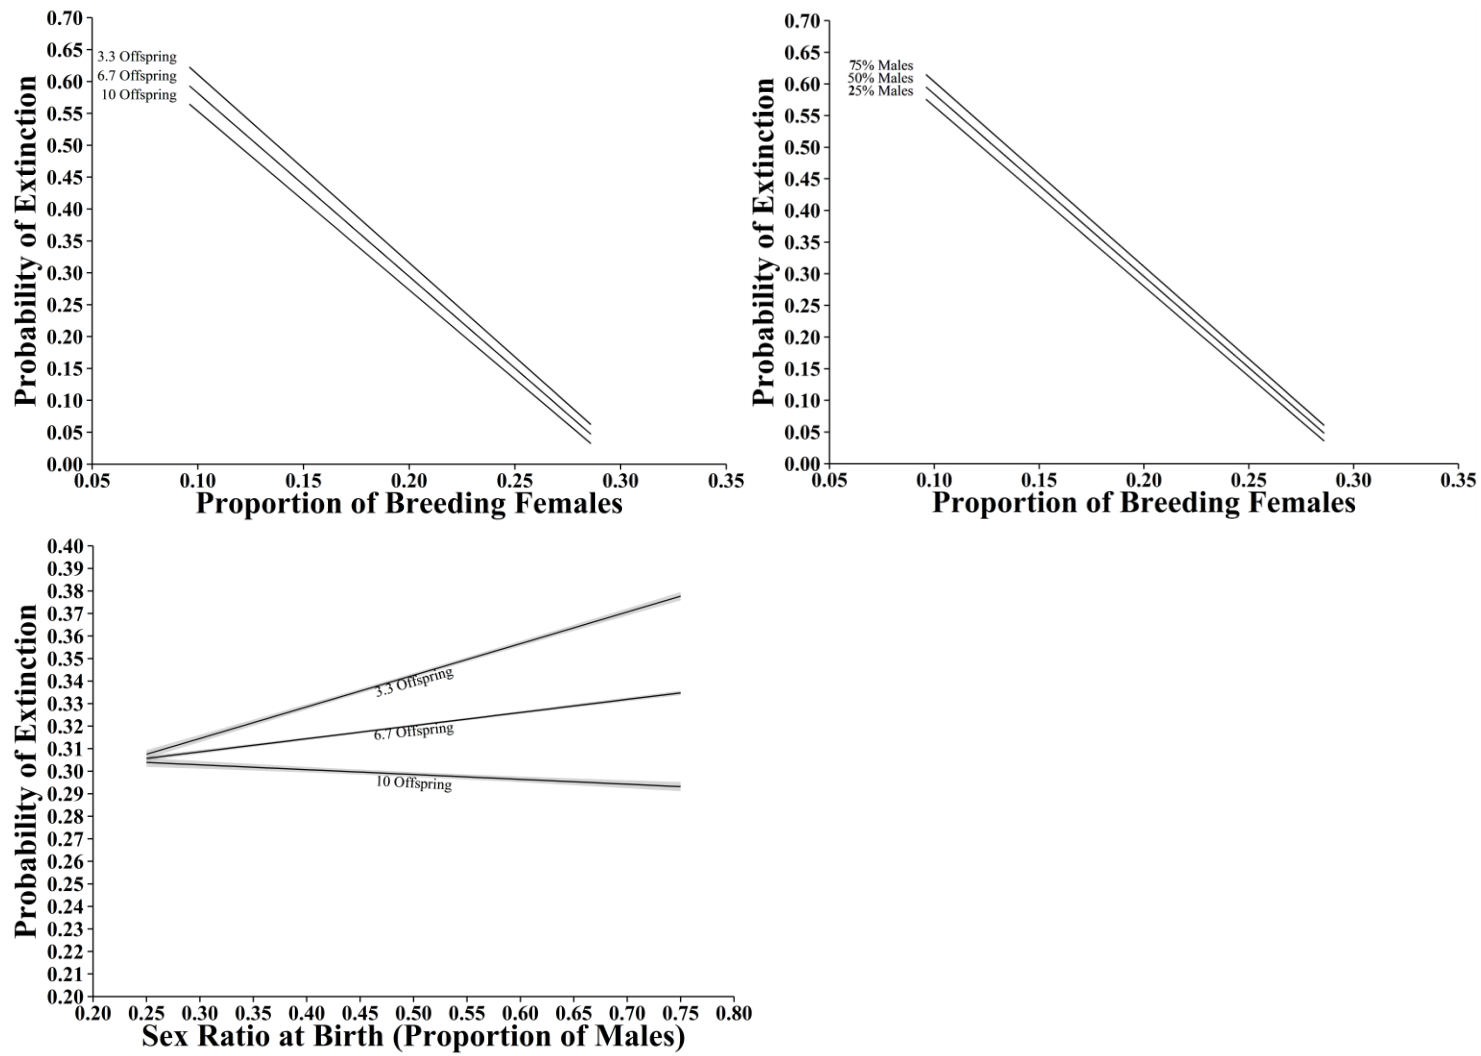 0.70
0.65
0.60
0.55
0.50
0.45
0.40
0.35
0.30
0.25
0.20
0.15
0.10
0.05
0.00
Probability of Extinction
3.3 Offspring
6.7 Offspring
10 Offspring
0.05 0.10 0.15 0.20 0.25 0.30 0.35
Proportion of Breeding Females
0.70
0.65
0.60
0.55
0.50
0.45
0.40
0.35
0.30
0.25
0.20
0.15
0.10
0.05
0.00
Probability of Extinction
75% Males
50% Males
25% Males
0.05 0.10 0.15 0.20 0.25 0.30 0.35
Proportion of Breeding Females
0.40
0.39
0.38
0.37
0.36
0.35
0.34
0.33
0.32
0.31
0.30
0.29
0.28
0.27
0.26
0.25
0.24
0.23
0.22
0.21
0.20
Probability of Extinction
3.3 Offspring
6.7 Offspring
10 Offspring
0.20 0.25 0.30 0.35 0.40 0.45 0.50 0.55 0.60 0.65 0.70 0.75 0.80
Sex Ratio at Birth (Proportion of Males)